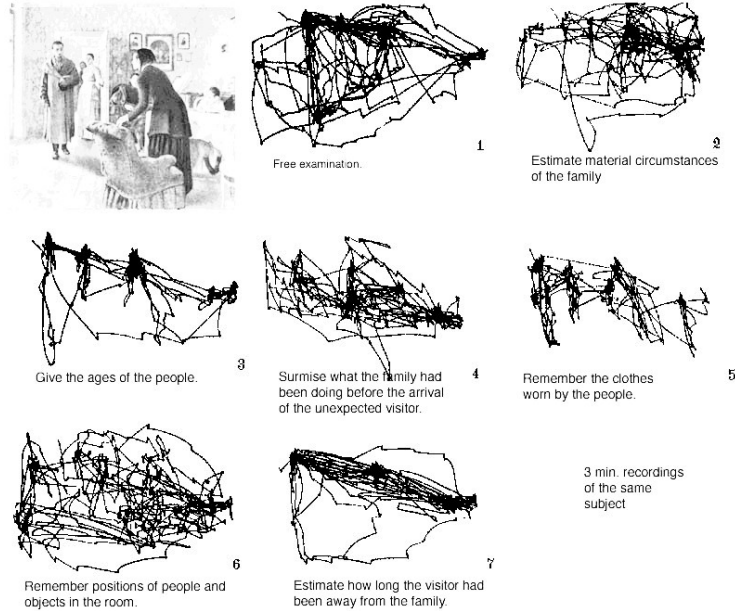 1
Free examination.
2
Estimate material circumstances
of the family
3
Give the ages of the people.
4
Surmise what the family had
been doing before the arrival
of the unexpected visitor.
5
Remember the clothes
worn by the people.
6
Remember positions of people and
objects in the room.
7
Estimate how long the visitor had
been away from the family.
3 min. recordings
of the same
subject